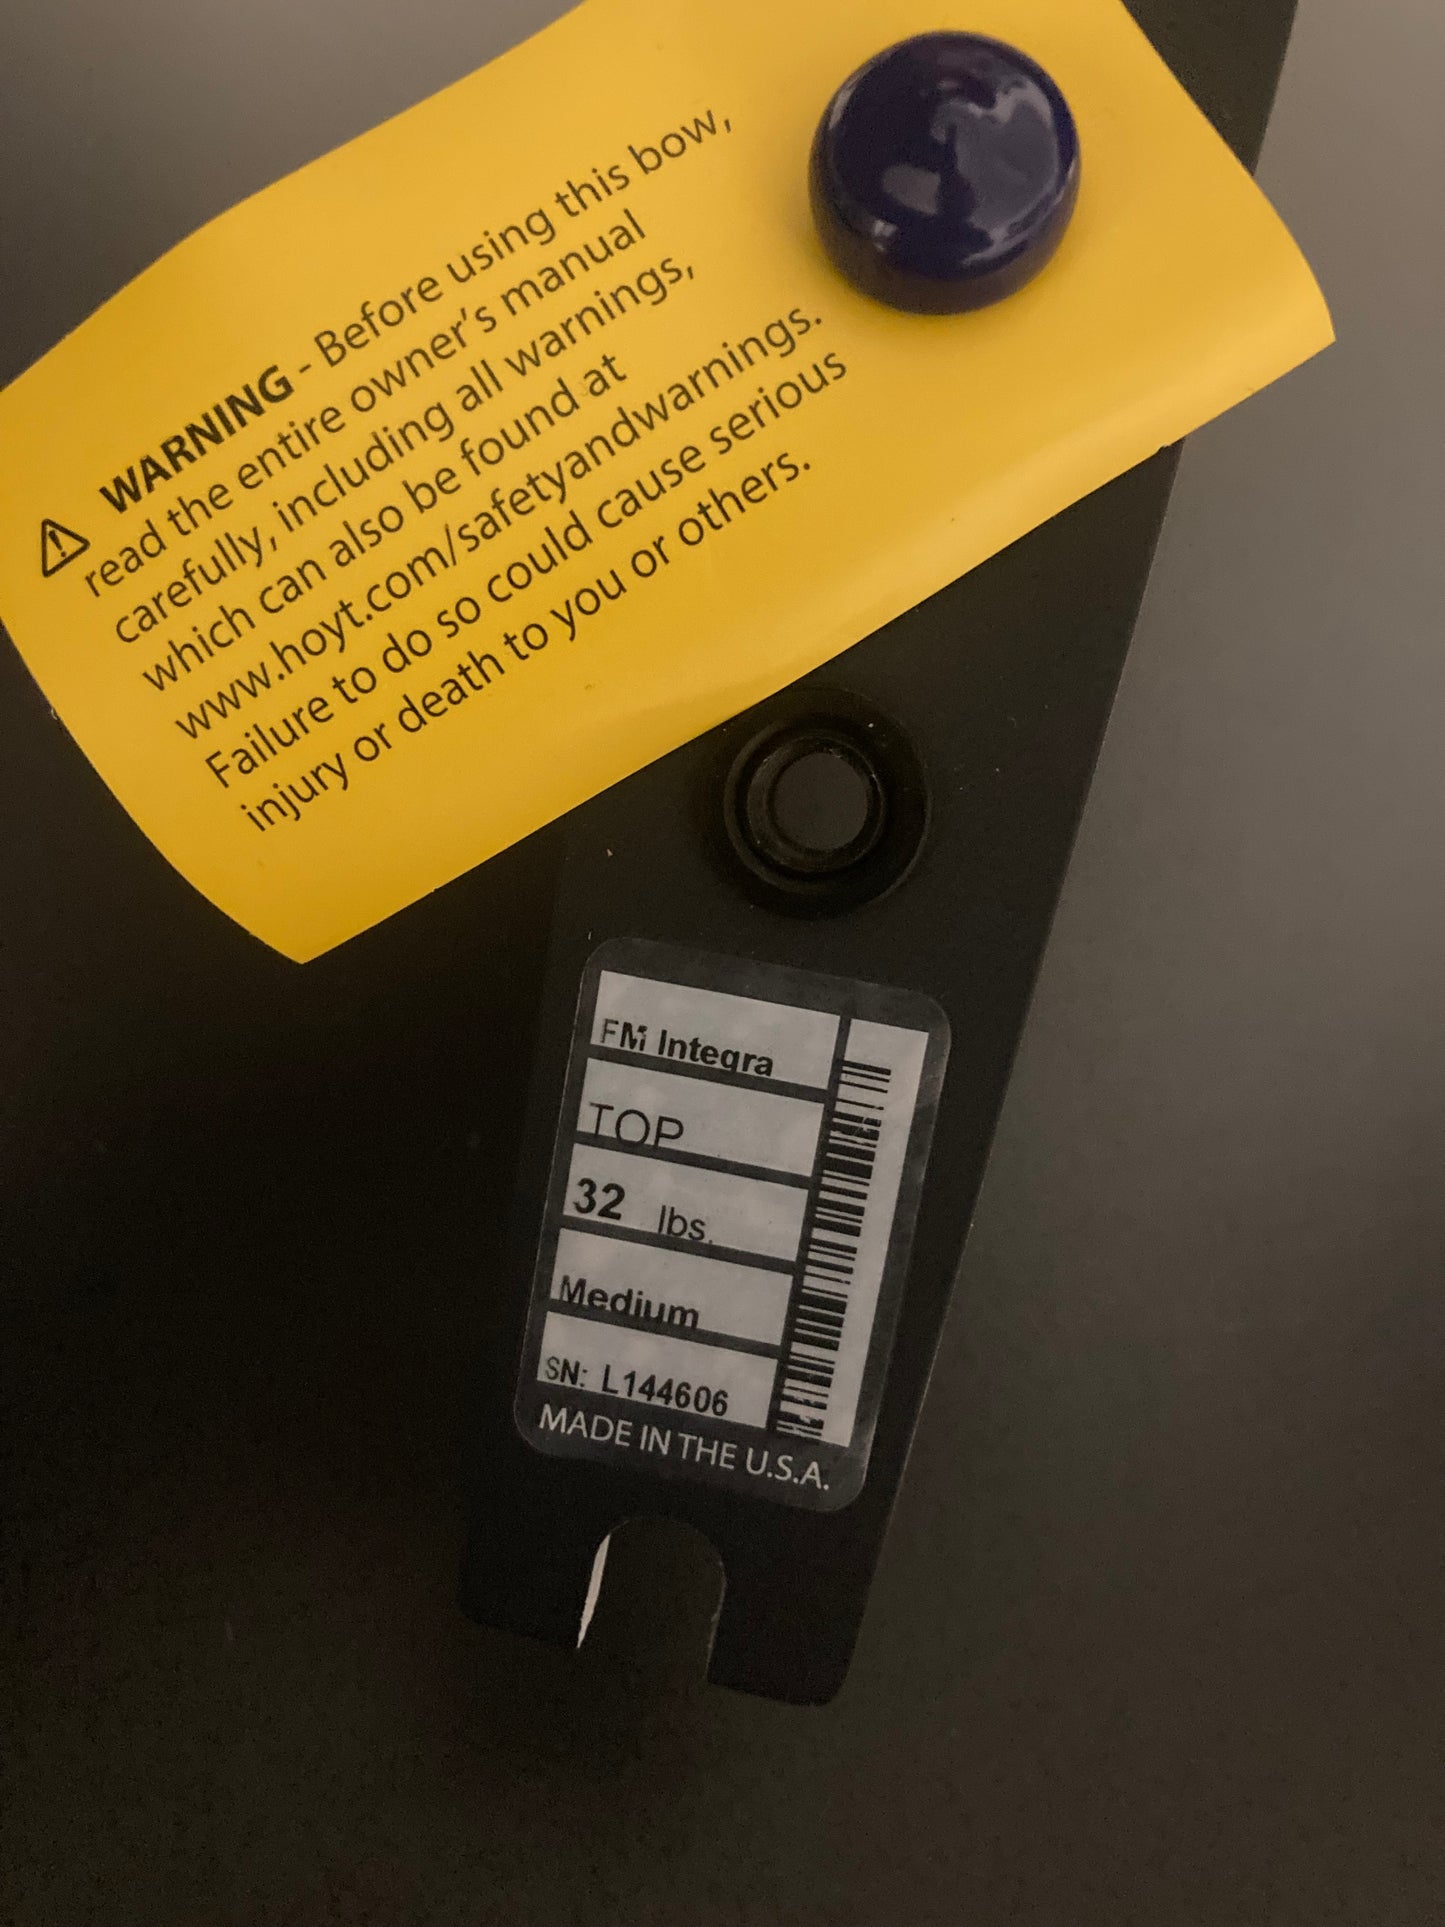 WARNING - Before using this bow,
read the entire owner's manual
carefully, including all warnings,
which can also be found at
www.hoyt.com/safetyandwarnings.
Failure to do so could cause serious
injury or death to you or others.
FM Integra
TOP
32 lbs.
Medium
SN: L144606
MADE IN THE U.S.A.